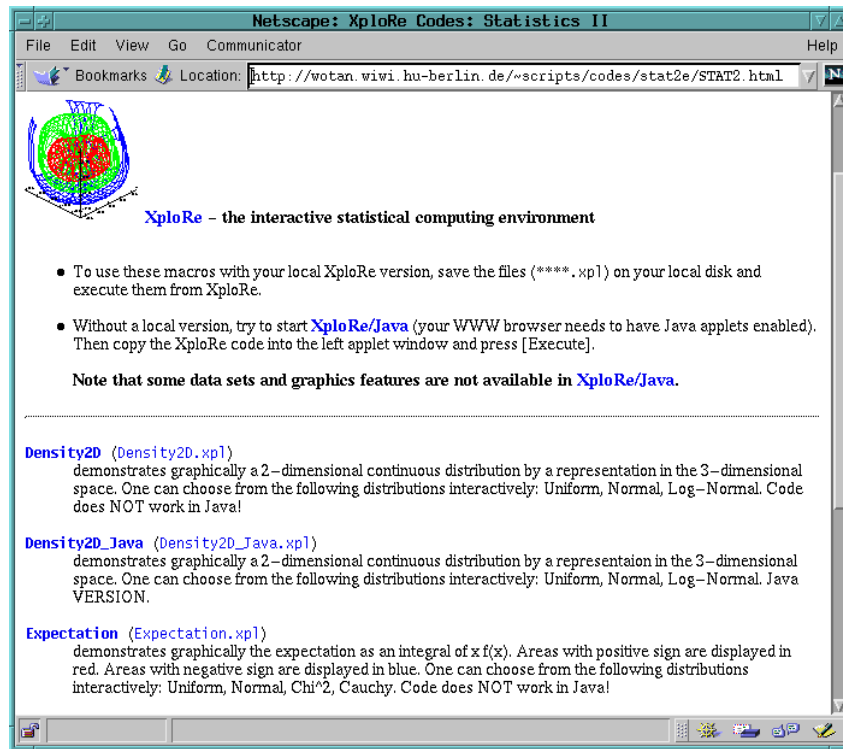 Netscape: XploRe Codes: Statistics II
File Edit View Go Communicator Help
Bookmarks Location: http://wotan.wiwi.hu-berlin.de/~scripts/codes/stat2e/STAT2.html N
XploRe – the interactive statistical computing environment
● To use these macros with your local XploRe version, save the files (****.xpl) on your local disk and
execute them from XploRe.
● Without a local version, try to start XploRe/Java (your WWW browser needs to have Java applets enabled).
Then copy the XploRe code into the left applet window and press [Execute].
Note that some data sets and graphics features are not available in XploRe/Java.
Density2D (Density2D.xpl)
demonstrates graphically a 2–dimensional continuous distribution by a representation in the 3–dimensional
space. One can choose from the following distributions interactively: Uniform, Normal, Log–Normal. Code
does NOT work in Java!
Density2D_Java (Density2D_Java.xpl)
demonstrates graphically a 2–dimensional continuous distribution by a representaion in the 3–dimensional
space. One can choose from the following distributions interactively: Uniform, Normal, Log–Normal. Java
VERSION.
Expectation (Expectation.xpl)
demonstrates graphically the expectation as an integral of x f(x). Areas with positive sign are displayed in
red. Areas with negative sign are displayed in blue. One can choose from the following distributions
interactively: Uniform, Normal, Chi^2, Cauchy. Code does NOT work in Java!